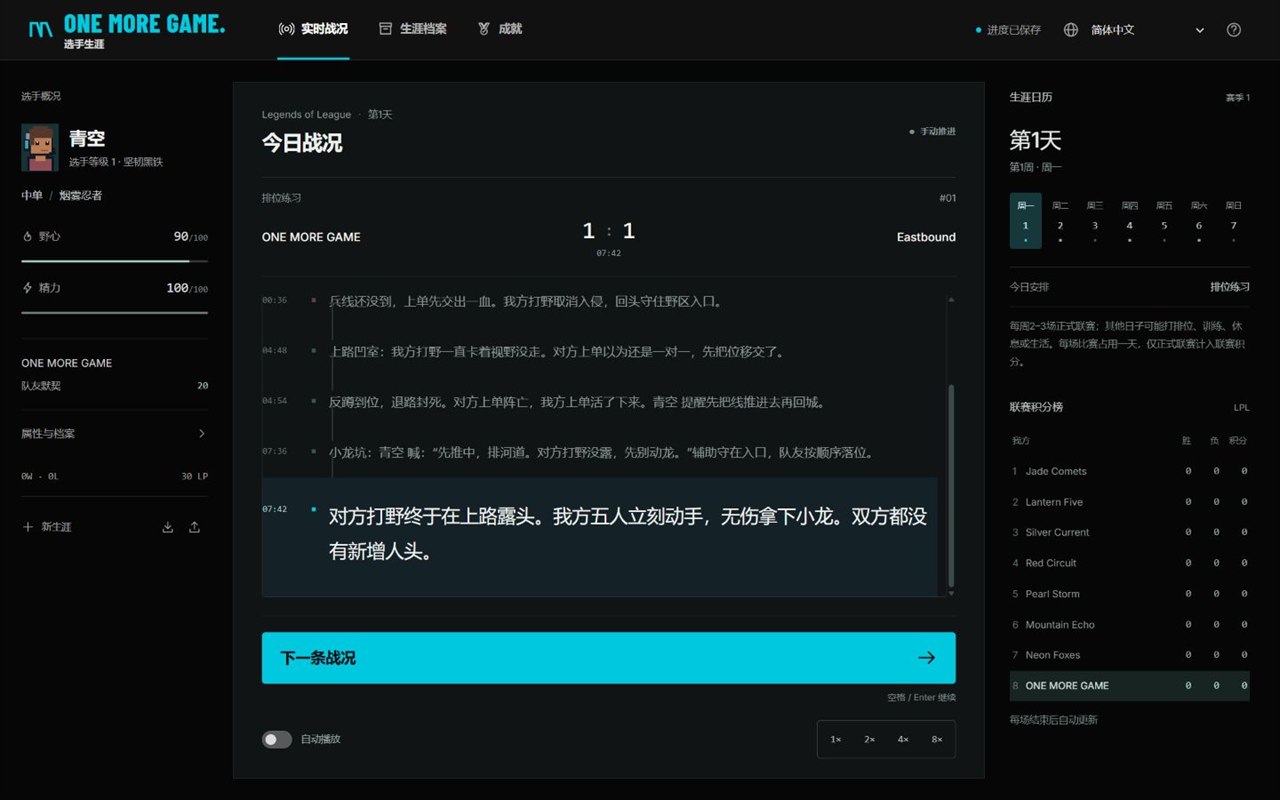 ONE MORE GAME.
选手生涯
实时战况
生涯档案
成就
进度已保存
简体中文
选手概况
青空
选手等级 1 · 坚韧黑铁
中单 / 烟雾忍者
野心 90/100
精力 100/100
ONE MORE GAME
队友默契 20
属性与档案
0W · 0L 30 LP
新生涯
Legends of League · 第1天
今日战况
手动推进
排位练习 #01
ONE MORE GAME 1 : 1 Eastbound
07:42
00:36 兵线还没到，上单先交出一血。我方打野取消入侵，回头守住野区入口。
04:48 上路凹室：我方打野一直卡着视野没走。对方上单以为还是一对一，先把位移交了。
04:54 反蹲到位，退路封死。对方上单阵亡，我方上单活了下来。青空 提醒先把线推进去再回城。
07:36 小龙坑：青空 喊：“先推中，排河道。对方打野没露，先别动龙。”辅助守在入口，队友按顺序落位。
07:42 对方打野终于在上路露头。我方五人立刻动手，无伤拿下小龙。双方都没
有新增人头。
下一条战况
空格 / Enter 继续
自动播放
1× 2× 4× 8×
生涯日历 赛季 1
第1天
第1周 · 周一
周一 周二 周三 周四 周五 周六 周日
1 2 3 4 5 6 7
今日安排 排位练习
每周2–3场正式联赛；其他日子可能打排位、训练、休
息或生活。每场比赛占用一天，仅正式联赛计入联赛积
分。
联赛积分榜 LPL
我方 胜 负 积分
1 Jade Comets 0 0 0
2 Lantern Five 0 0 0
3 Silver Current 0 0 0
4 Red Circuit 0 0 0
5 Pearl Storm 0 0 0
6 Mountain Echo 0 0 0
7 Neon Foxes 0 0 0
8 ONE MORE GAME 0 0 0
每场结束后自动更新